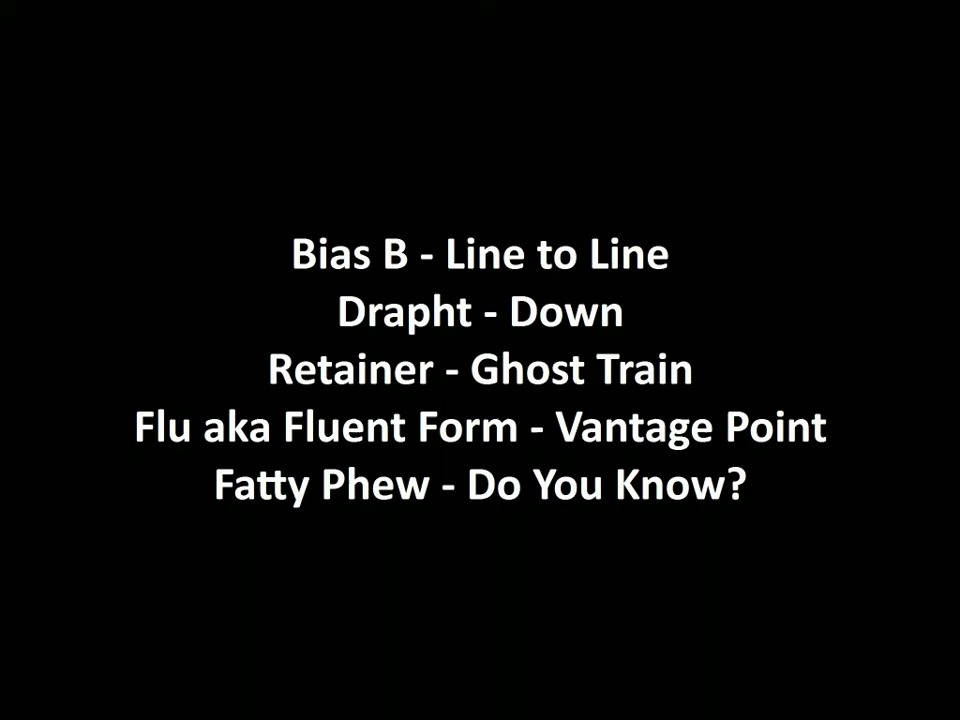 Bias B - Line to Line
Drapht - Down
Retainer - Ghost Train
Flu aka Fluent Form - Vantage Point
Fatty Phew - Do You Know?